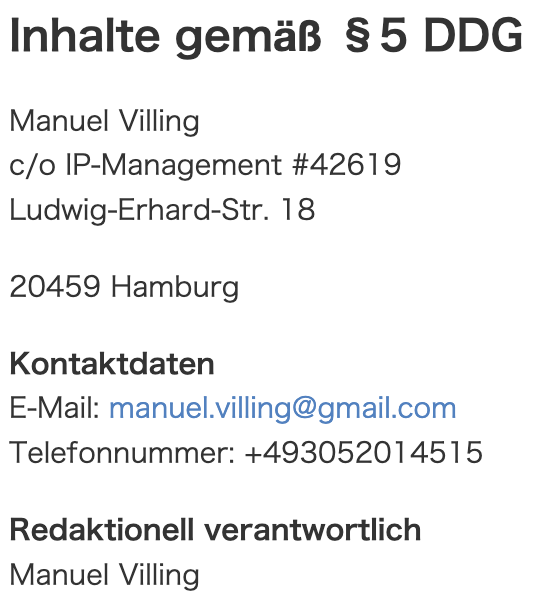 Inhalte gemäß §5 DDG
Manuel Villing
c/o IP-Management #42619
Ludwig-Erhard-Str. 18
20459 Hamburg
Kontaktdaten
E-Mail: manuel.villing@gmail.com
Telefonnummer: +493052014515
Redaktionell verantwortlich
Manuel Villing